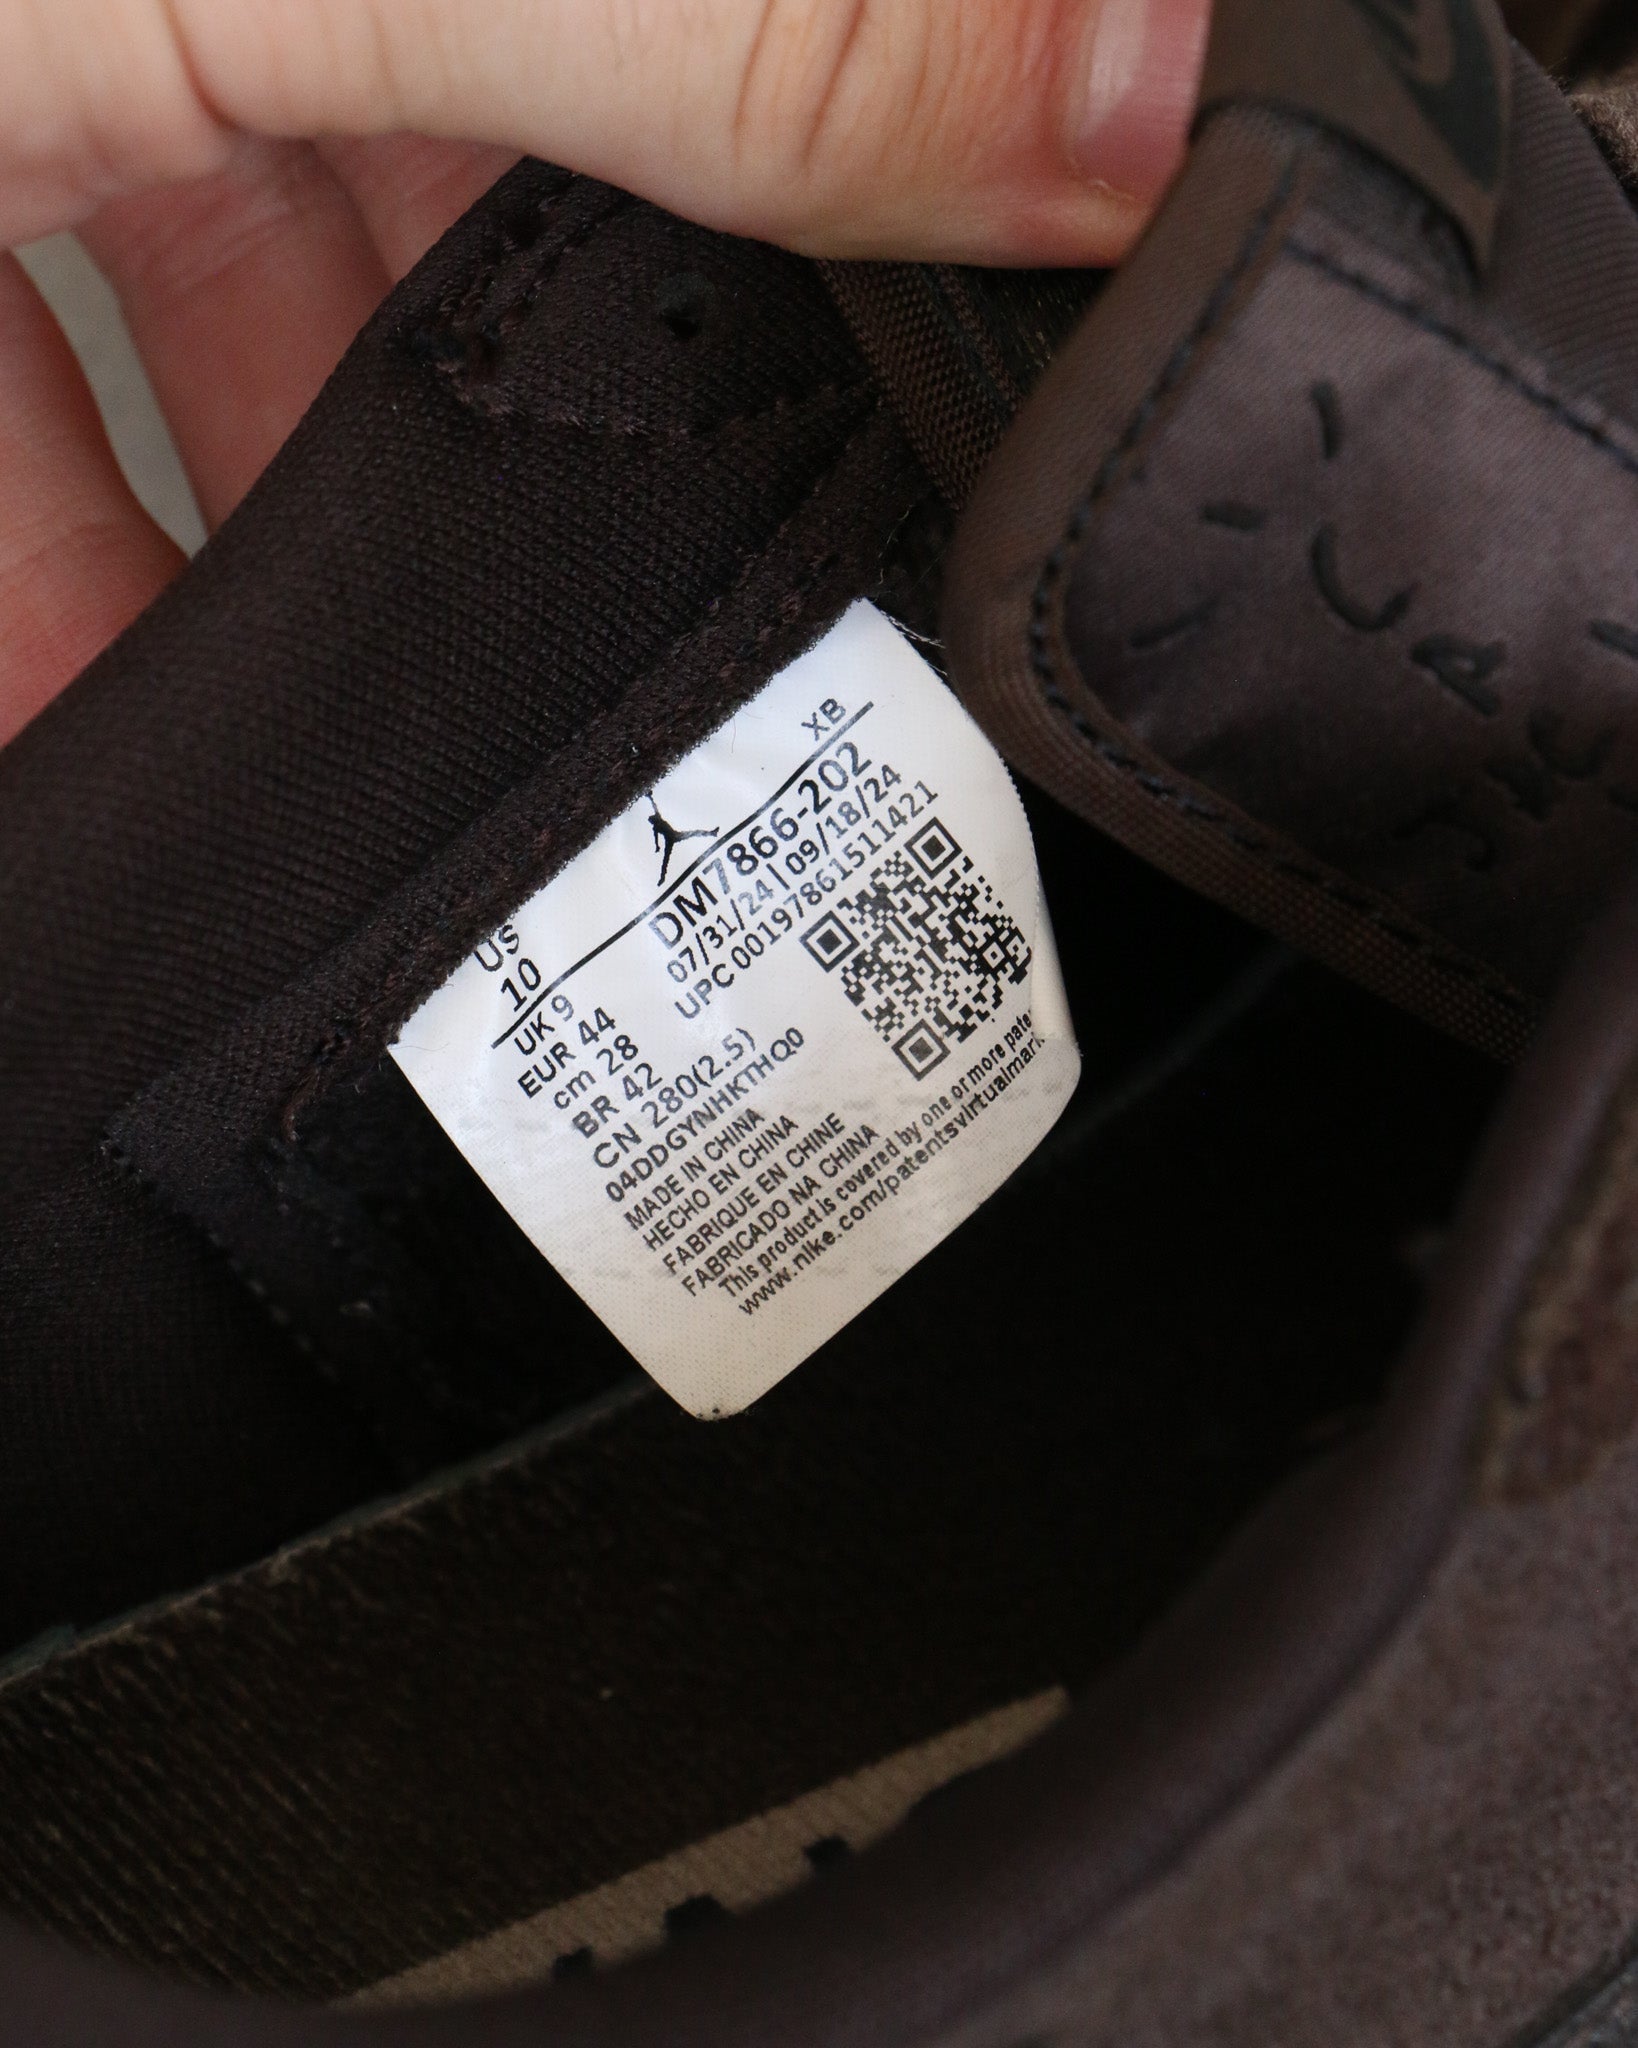 XB
US
10
DM7866-202
07/31/24|09/18/24
UPC 00197861511421
UK 9
EUR 44
cm 28
BR 42
CN 280(2.5)
04DDGYNHKTHQ0
MADE IN CHINA
HECHO EN CHINA
FABRIQUE EN CHINE
FABRICADO NA CHINA
This product is covered by one or more pate
www.nike.com/patentsvirtualmark